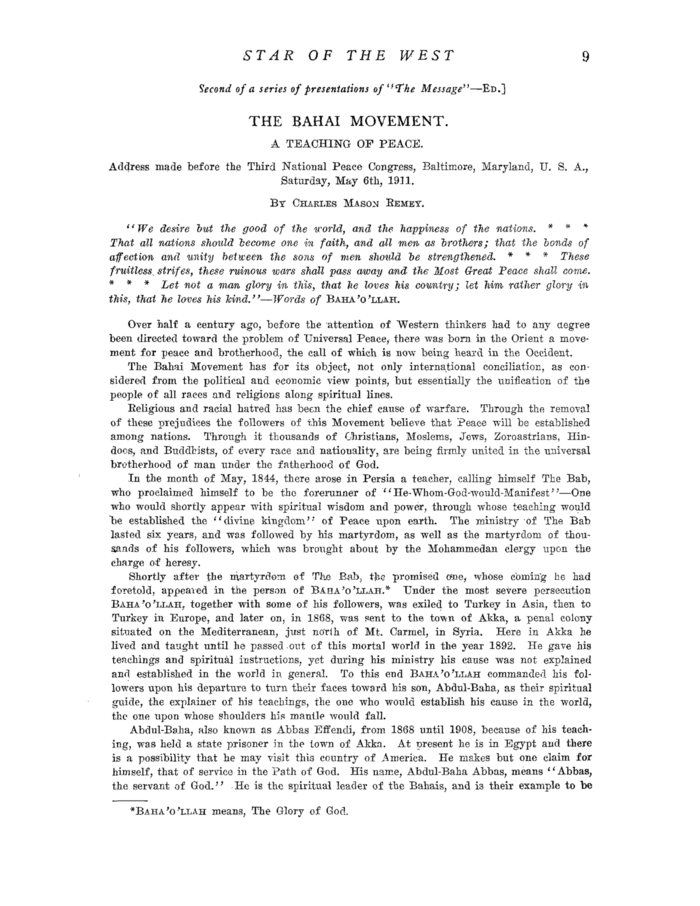 STAR OF THE WEST 9
Second of a series of presentations of "The Message"—ED.]
THE BAHAI MOVEMENT.
A TEACHING OF PEACE.
Address made before the Third National Peace Congress, Baltimore, Maryland, U. S. A.,
Saturday, May 6th, 1911.
BY CHARLES MASON REMEY.
"We desire but the good of the world, and the happiness of the nations. * * *
That all nations should become one in faith, and all men as brothers; that the bonds of
affection and unity between the sons of men should be strengthened. * * * These
fruitless strifes, these ruinous wars shall pass away and the Most Great Peace shall come.
* * * Let not a man glory in this, that he loves his country; let him rather glory in
this, that he loves his kind."—Words of BAHA'O'LLAH.
Over half a century ago, before the attention of Western thinkers had to any degree
been directed toward the problem of Universal Peace, there was born in the Orient a move-
ment for peace and brotherhood, the call of which is now being heard in the Occident.
The Bahai Movement has for its object, not only international conciliation, as con-
sidered from the political and economic view points, but essentially the unification of the
people of all races and religions along spiritual lines.
Religious and racial hatred has been the chief cause of warfare. Through the removal
of these prejudices the followers of this Movement believe that Peace will be established
among nations. Through it thousands of Christians, Moslems, Jews, Zoroastrians, Hin-
doos, and Buddhists, of every race and nationality, are being firmly united in the universal
brotherhood of man under the fatherhood of God.
In the month of May, 1844, there arose in Persia a teacher, calling himself The Bab,
who proclaimed himself to be the forerunner of "He-Whom-God-would-Manifest"—One
who would shortly appear with spiritual wisdom and power, through whose teaching would
be established the "divine kingdom" of Peace upon earth. The ministry of The Bab
lasted six years, and was followed by his martyrdom, as well as the martyrdom of thou-
sands of his followers, which was brought about by the Mohammedan clergy upon the
charge of heresy.
Shortly after the martyrdom of The Bab, the promised one, whose coming he had
foretold, appeared in the person of BAHA'O'LLAH.* Under the most severe persecution
BAHA'O'LLAH, together with some of his followers, was exiled to Turkey in Asia, then to
Turkey in Europe, and later on, in 1868, was sent to the town of Akka, a penal colony
situated on the Mediterranean, just north of Mt. Carmel, in Syria. Here in Akka he
lived and taught until he passed out of this mortal world in the year 1892. He gave his
teachings and spiritual instructions, yet during his ministry his cause was not explained
and established in the world in general. To this end BAHA'O'LLAH commanded his fol-
lowers upon his departure to turn their faces toward his son, Abdul-Baha, as their spiritual
guide, the explainer of his teachings, the one who would establish his cause in the world,
the one upon whose shoulders his mantle would fall.
Abdul-Baha, also known as Abbas Effendi, from 1868 until 1908, because of his teach-
ing, was held a state prisoner in the town of Akka. At present he is in Egypt and there
is a possibility that he may visit this country of America. He makes but one claim for
himself, that of service in the Path of God. His name, Abdul-Baha Abbas, means "Abbas,
the servant of God." He is the spiritual leader of the Bahais, and is their example to be
*BAHA'O'LLAH means, The Glory of God.